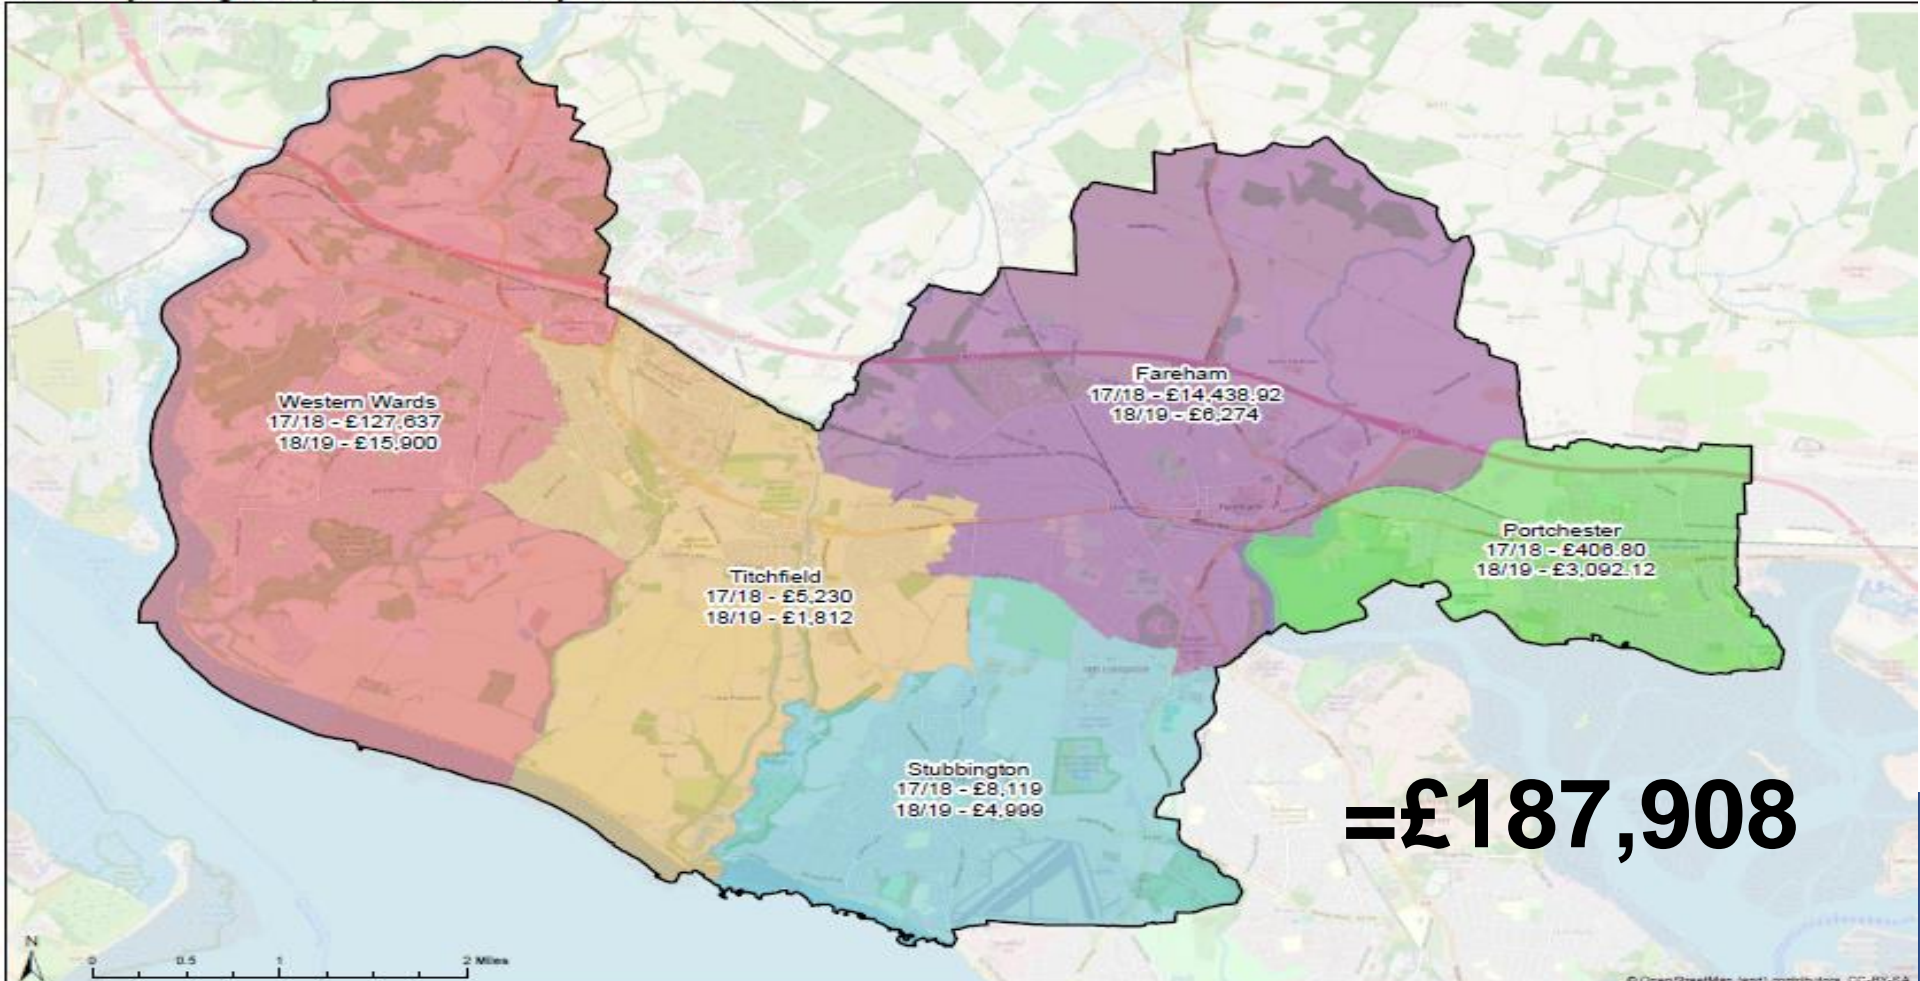 Western Wards
17/18 - £127,637
18/19 - £15,900
Fareham
17/18 - £14,438.92
18/19 - £6,274
Portchester
17/18 - £406.80
18/19 - £3,092.12
Titchfield
17/18 - £5,230
18/19 - £1,812
Stubbington
17/18 - £8,119
18/19 - £4,999
=£187,908
N
0 0.5 1 2 Miles